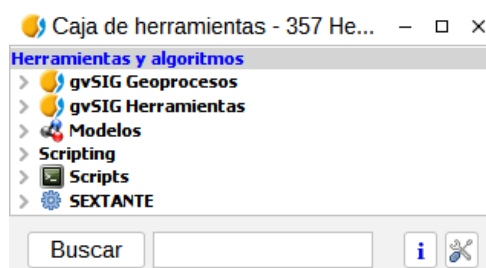 Caja de herramientas - 357 He...
Herramientas y algoritmos
gvSIG Geoprocesos
gvSIG Herramientas
Modelos
Scripting
Scripts
SEXTANTE
Buscar
i